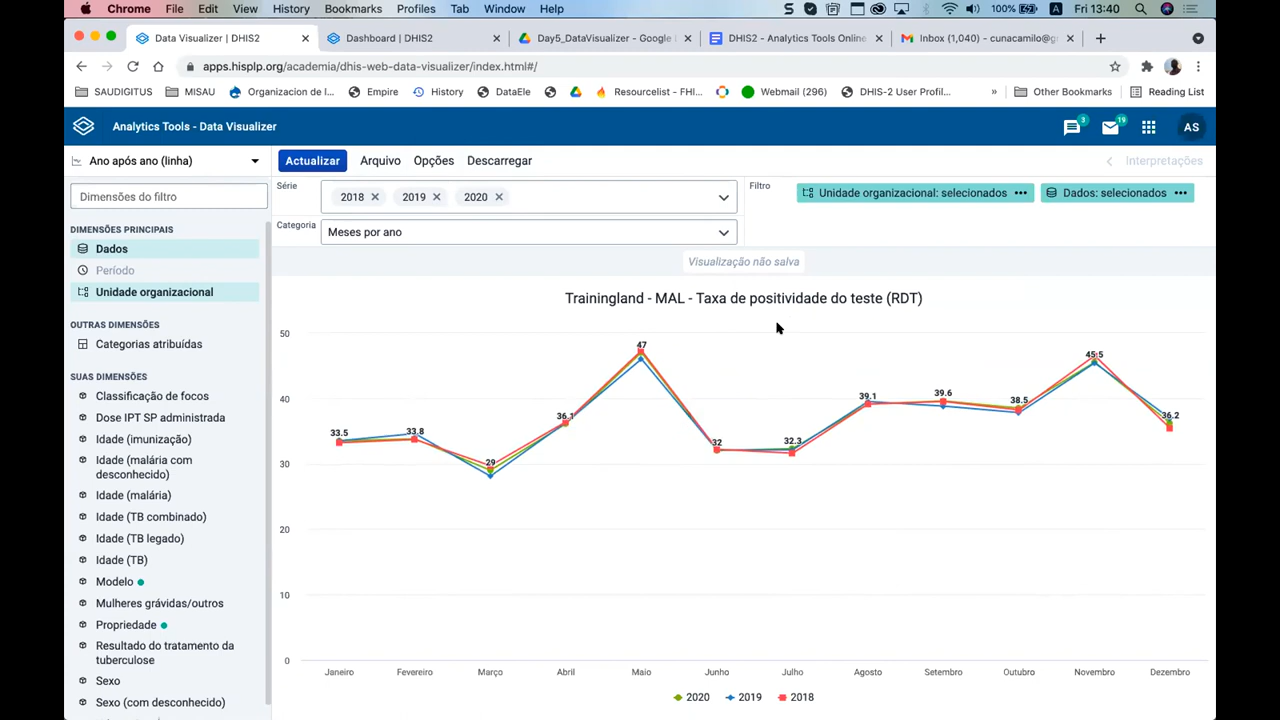 Chrome File Edit View History Bookmarks Profiles Tab Window Help 100% Fri 13:40
Data Visualizer | DHIS2 Dashboard | DHIS2 Day5_DataVisualizer - Google DHIS2 - Analytics Tools Online Inbox (1,040) - cunacamilo@g
apps.hisplp.org/academia/dhis-web-data-visualizer/index.html#/
SAUDIGITUS MISAU Organizacion de I... Empire History DataEle Resourcelist - FHI... Webmail (296) DHIS-2 User Profil... » Other Bookmarks Reading List
Analytics Tools - Data Visualizer 3 19 AS
Ano após ano (linha) Actualizar Arquivo Opções Descarregar Interpretações
Dimensões do filtro
Série 2018 2019 2020 Filtro Unidade organizacional: selecionados Dados: selecionados
Categoria Meses por ano
DIMENSÕES PRINCIPAIS
Dados
Período
Unidade organizacional
OUTRAS DIMENSÕES
Categorias atribuídas
SUAS DIMENSÕES
Classificação de focos
Dose IPT SP administrada
Idade (imunização)
Idade (malária com
desconhecido)
Idade (malária)
Idade (TB combinado)
Idade (TB legado)
Idade (TB)
Modelo
Mulheres grávidas/outros
Propriedade
Resultado do tratamento da
tuberculose
Sexo
Sexo (com desconhecido)
Visualização não salva
Trainingland - MAL - Taxa de positividade do teste (RDT)
50
40
30
20
10
0
33.5 33.8 29 36.1 47 32 32.3 39.1 39.6 38.5 45.5 36.2
Janeiro Fevereiro Março Abril Maio Junho Julho Agosto Setembro Outubro Novembro Dezembro
2020 2019 2018